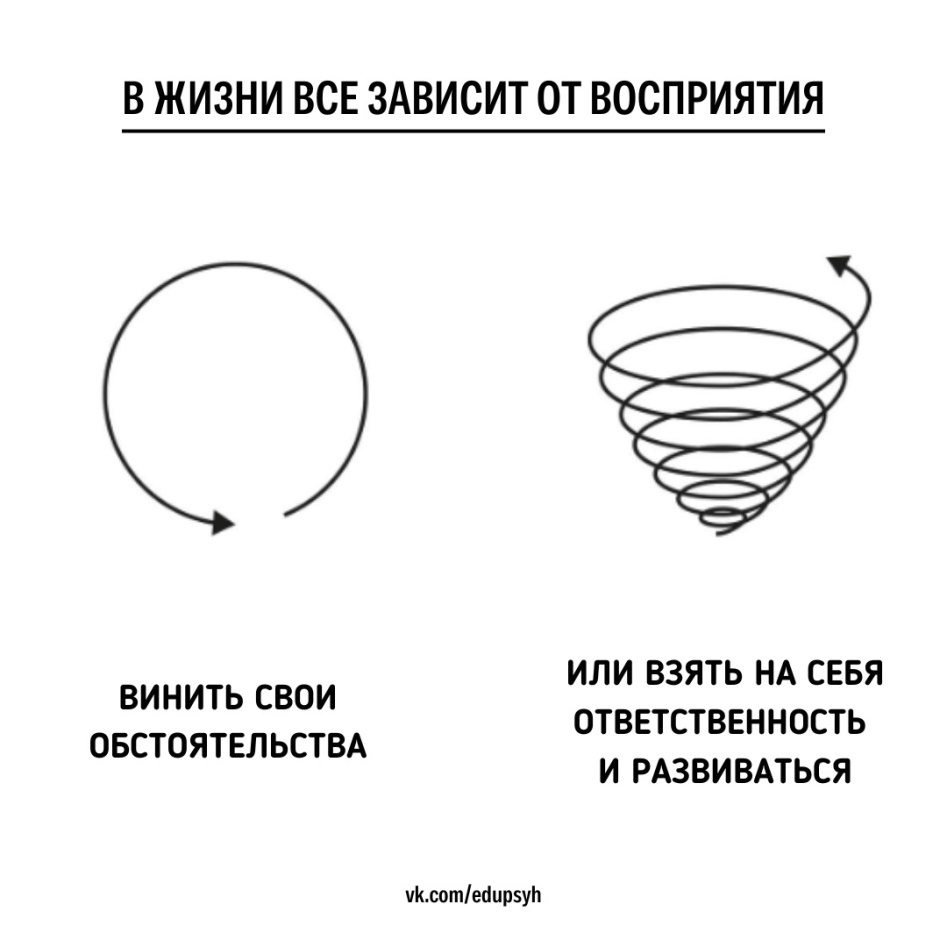 В ЖИЗНИ ВСЕ ЗАВИСИТ ОТ ВОСПРИЯТИЯ
ВИНИТЬ СВОИ
ОБСТОЯТЕЛЬСТВА
ИЛИ ВЗЯТЬ НА СЕБЯ
ОТВЕТСТВЕННОСТЬ
И РАЗВИВАТЬСЯ
vk.com/edupsyh